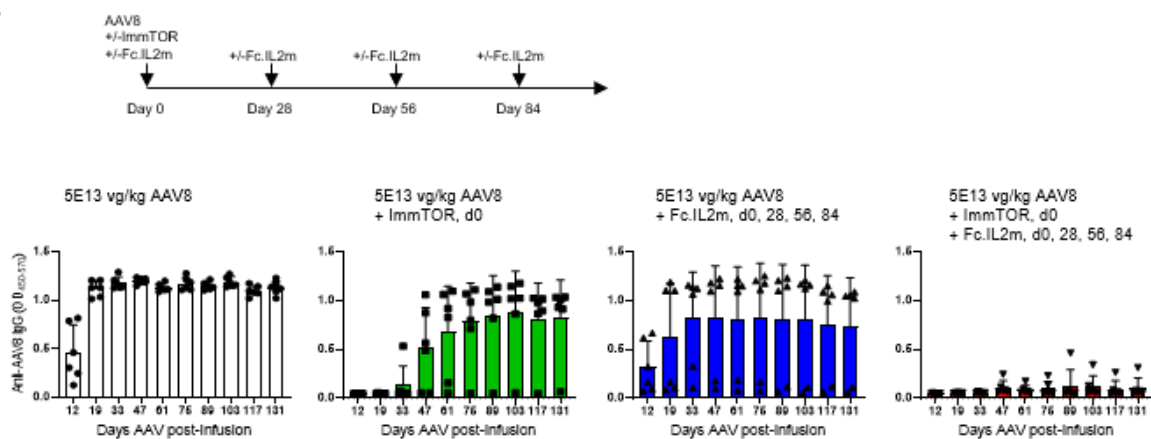 AAV8
+/-ImmTOR
+/-Fc.IL2m +/-Fc.IL2m +/-Fc.IL2m +/-Fc.IL2m
Day 0 Day 28 Day 56 Day 84
5E13 vg/kg AAV8
5E13 vg/kg AAV8
+ ImmTOR, d0
5E13 vg/kg AAV8
+ Fc.IL2m, d0, 28, 56, 84
5E13 vg/kg AAV8
+ ImmTOR, d0
+ Fc.IL2m, d0, 28, 56, 84
Anti-AAV8 IgG (OD450-570)
1.5
1.0
0.5
0.0
12 19 33 47 61 75 89 103 117 131
Days AAV post-infusion
1.5
1.0
0.5
0.0
12 19 33 47 61 75 89 103 117 131
Days AAV post-infusion
1.5
1.0
0.5
0.0
12 19 33 47 61 75 89 103 117 131
Days AAV post-infusion
1.5
1.0
0.5
0.0
12 19 33 47 61 75 89 103 117 131
Days AAV post-infusion